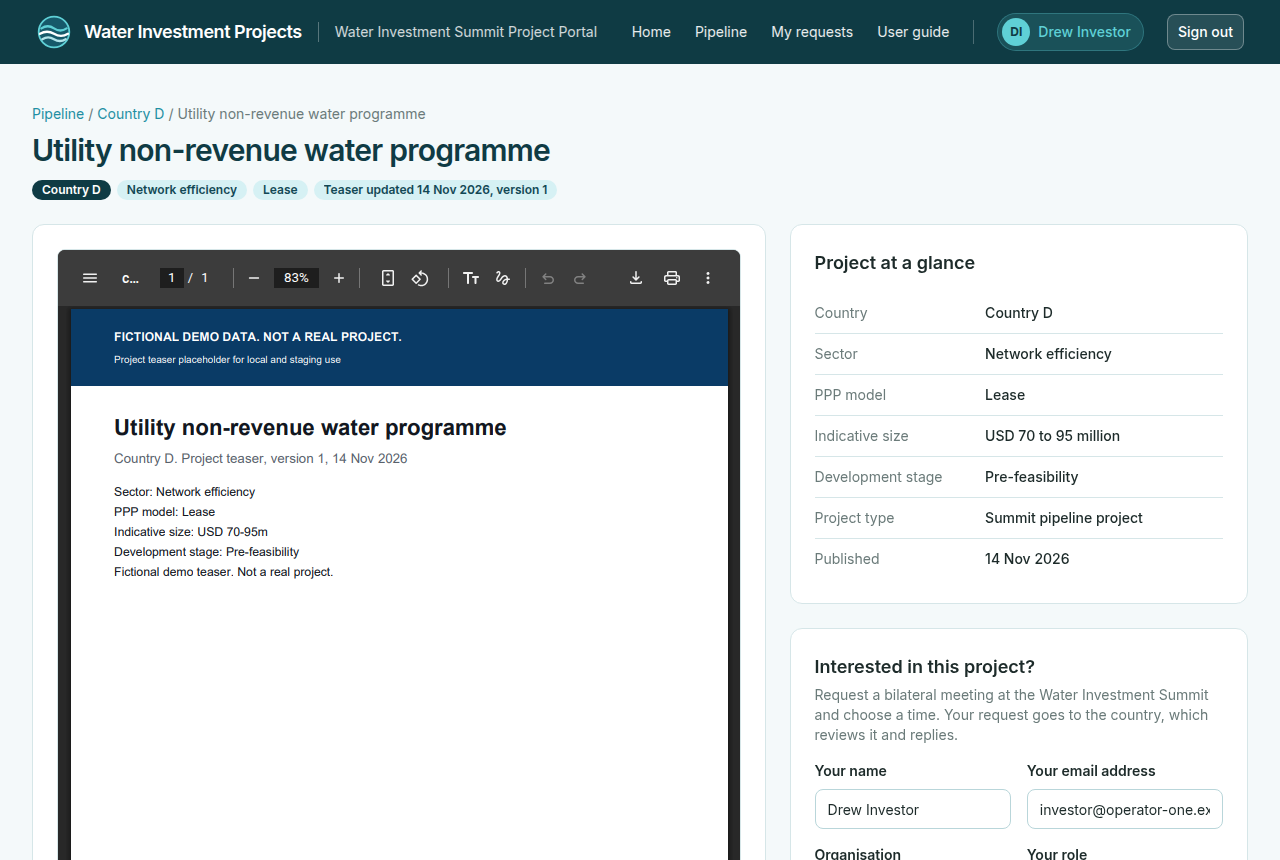 Water Investment Projects
Water Investment Summit Project Portal
Home
Pipeline
My requests
User guide
DI
Drew Investor
Sign out
Pipeline / Country D / Utility non-revenue water programme
Utility non-revenue water programme
Country D
Network efficiency
Lease
Teaser updated 14 Nov 2026, version 1
c...
1 / 1
83%
FICTIONAL DEMO DATA. NOT A REAL PROJECT.
Project teaser placeholder for local and staging use
Utility non-revenue water programme
Country D. Project teaser, version 1, 14 Nov 2026
Sector: Network efficiency
PPP model: Lease
Indicative size: USD 70-95m
Development stage: Pre-feasibility
Fictional demo teaser. Not a real project.
Project at a glance
Country Country D
Sector Network efficiency
PPP model Lease
Indicative size USD 70 to 95 million
Development stage Pre-feasibility
Project type Summit pipeline project
Published 14 Nov 2026
Interested in this project?
Request a bilateral meeting at the Water Investment Summit
and choose a time. Your request goes to the country, which
reviews it and replies.
Your name Your email address
Drew Investor investor@operator-one.ex
Organisation Your role